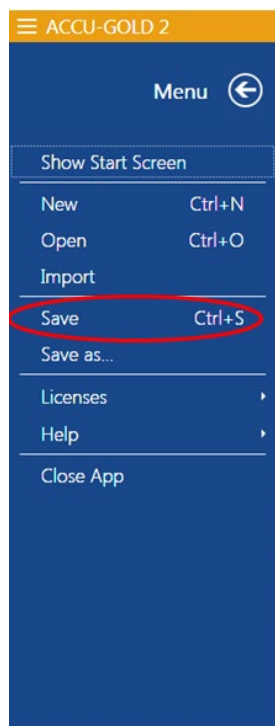 ACCU-GOLD 2
Menu
Show Start Screen
New Ctrl+N
Open Ctrl+O
Import
Save Ctrl+S
Save as...
Licenses
Help
Close App